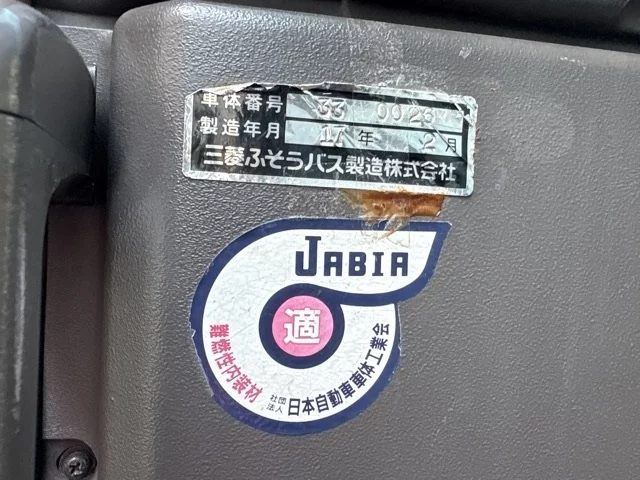 車体番号 33 0026
製造年月 17年 2月
三菱ふそうバス製造株式会社
JABIA
適
難燃性内装材
社団法人 日本自動車車体工業会